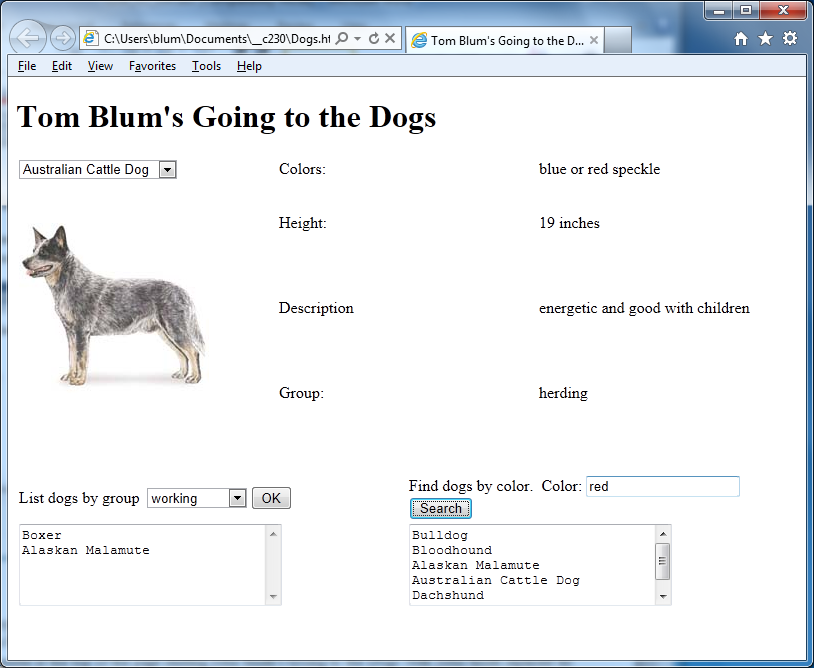 C:\Users\blum\Documents\__c230\Dogs.ht
Tom Blum's Going to the D...
File Edit View Favorites Tools Help
Tom Blum's Going to the Dogs
Australian Cattle Dog
Colors: blue or red speckle
Height: 19 inches
Description energetic and good with children
Group: herding
List dogs by group working OK
Find dogs by color. Color: red
Search
Boxer
Alaskan Malamute
Bulldog
Bloodhound
Alaskan Malamute
Australian Cattle Dog
Dachshund